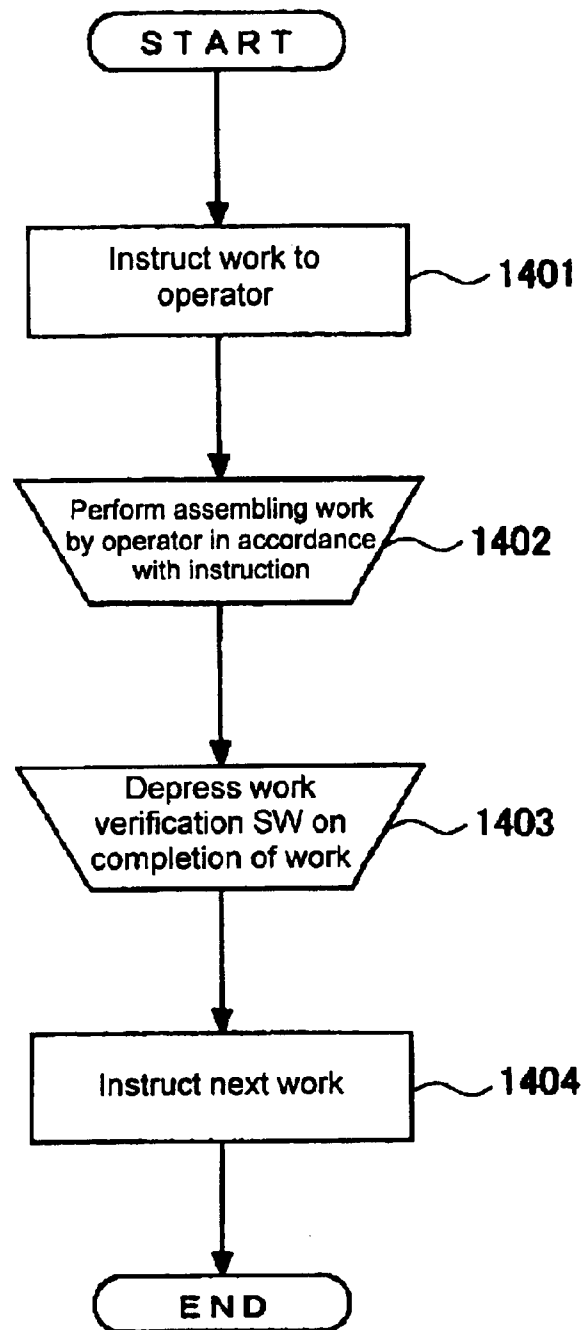 START
Instruct work to
operator
1401
Perform assembling work
by operator in accordance
with instruction
1402
Depress work
verification SW on
completion of work
1403
Instruct next work
1404
END